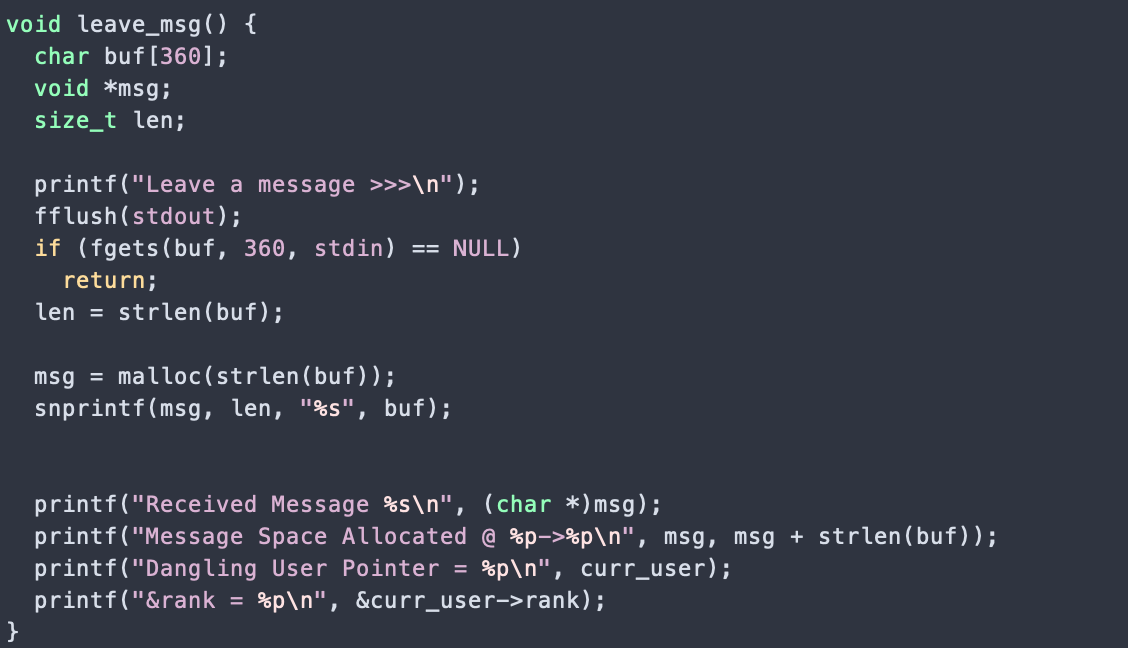 void leave_msg() {
  char buf[360];
  void *msg;
  size_t len;

  printf("Leave a message >>>\n");
  fflush(stdout);
  if (fgets(buf, 360, stdin) == NULL)
    return;
  len = strlen(buf);

  msg = malloc(strlen(buf));
  snprintf(msg, len, "%s", buf);


  printf("Received Message %s\n", (char *)msg);
  printf("Message Space Allocated @ %p->%p\n", msg, msg + strlen(buf));
  printf("Dangling User Pointer = %p\n", curr_user);
  printf("&rank = %p\n", &curr_user->rank);
}